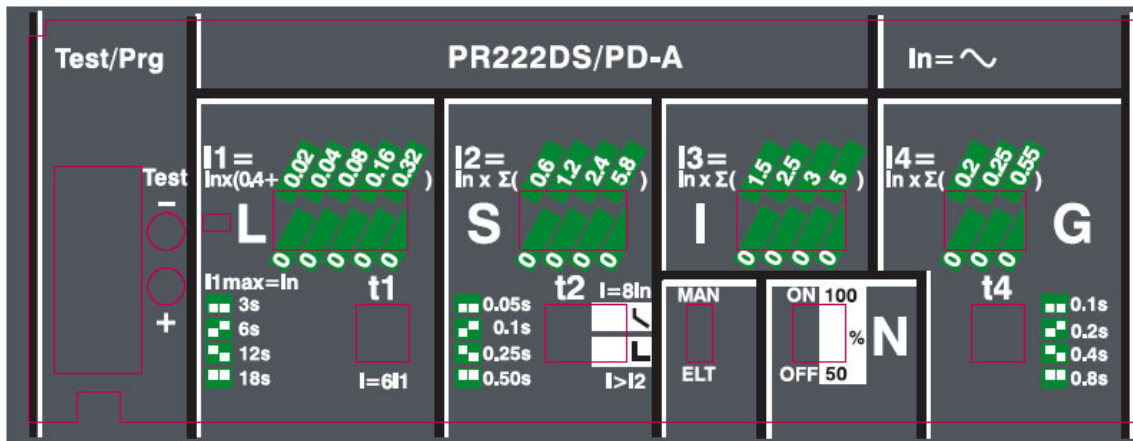 Test/Prg
PR222DS/PD-A
In=
Test
−
+
I1=
Inx(0.4+ 0.02 0.04 0.08 0.16 0.32 )
L
0 0 0 0 0
I1max=In
t1
3s
6s
12s
18s
I=6I1
I2=
In x Σ( 0.6 1.2 2.4 5.8 )
S
0 0 0 0
t2
I=8In
0.05s
0.1s
0.25s
0.50s
I>I2
I3=
In x Σ( 1.5 2.5 3 5 )
I
0 0 0 0
MAN
ELT
ON 100
%
N
OFF 50
I4=
In x Σ( 0.2 0.25 0.55 )
G
0 0 0
t4
0.1s
0.2s
0.4s
0.8s